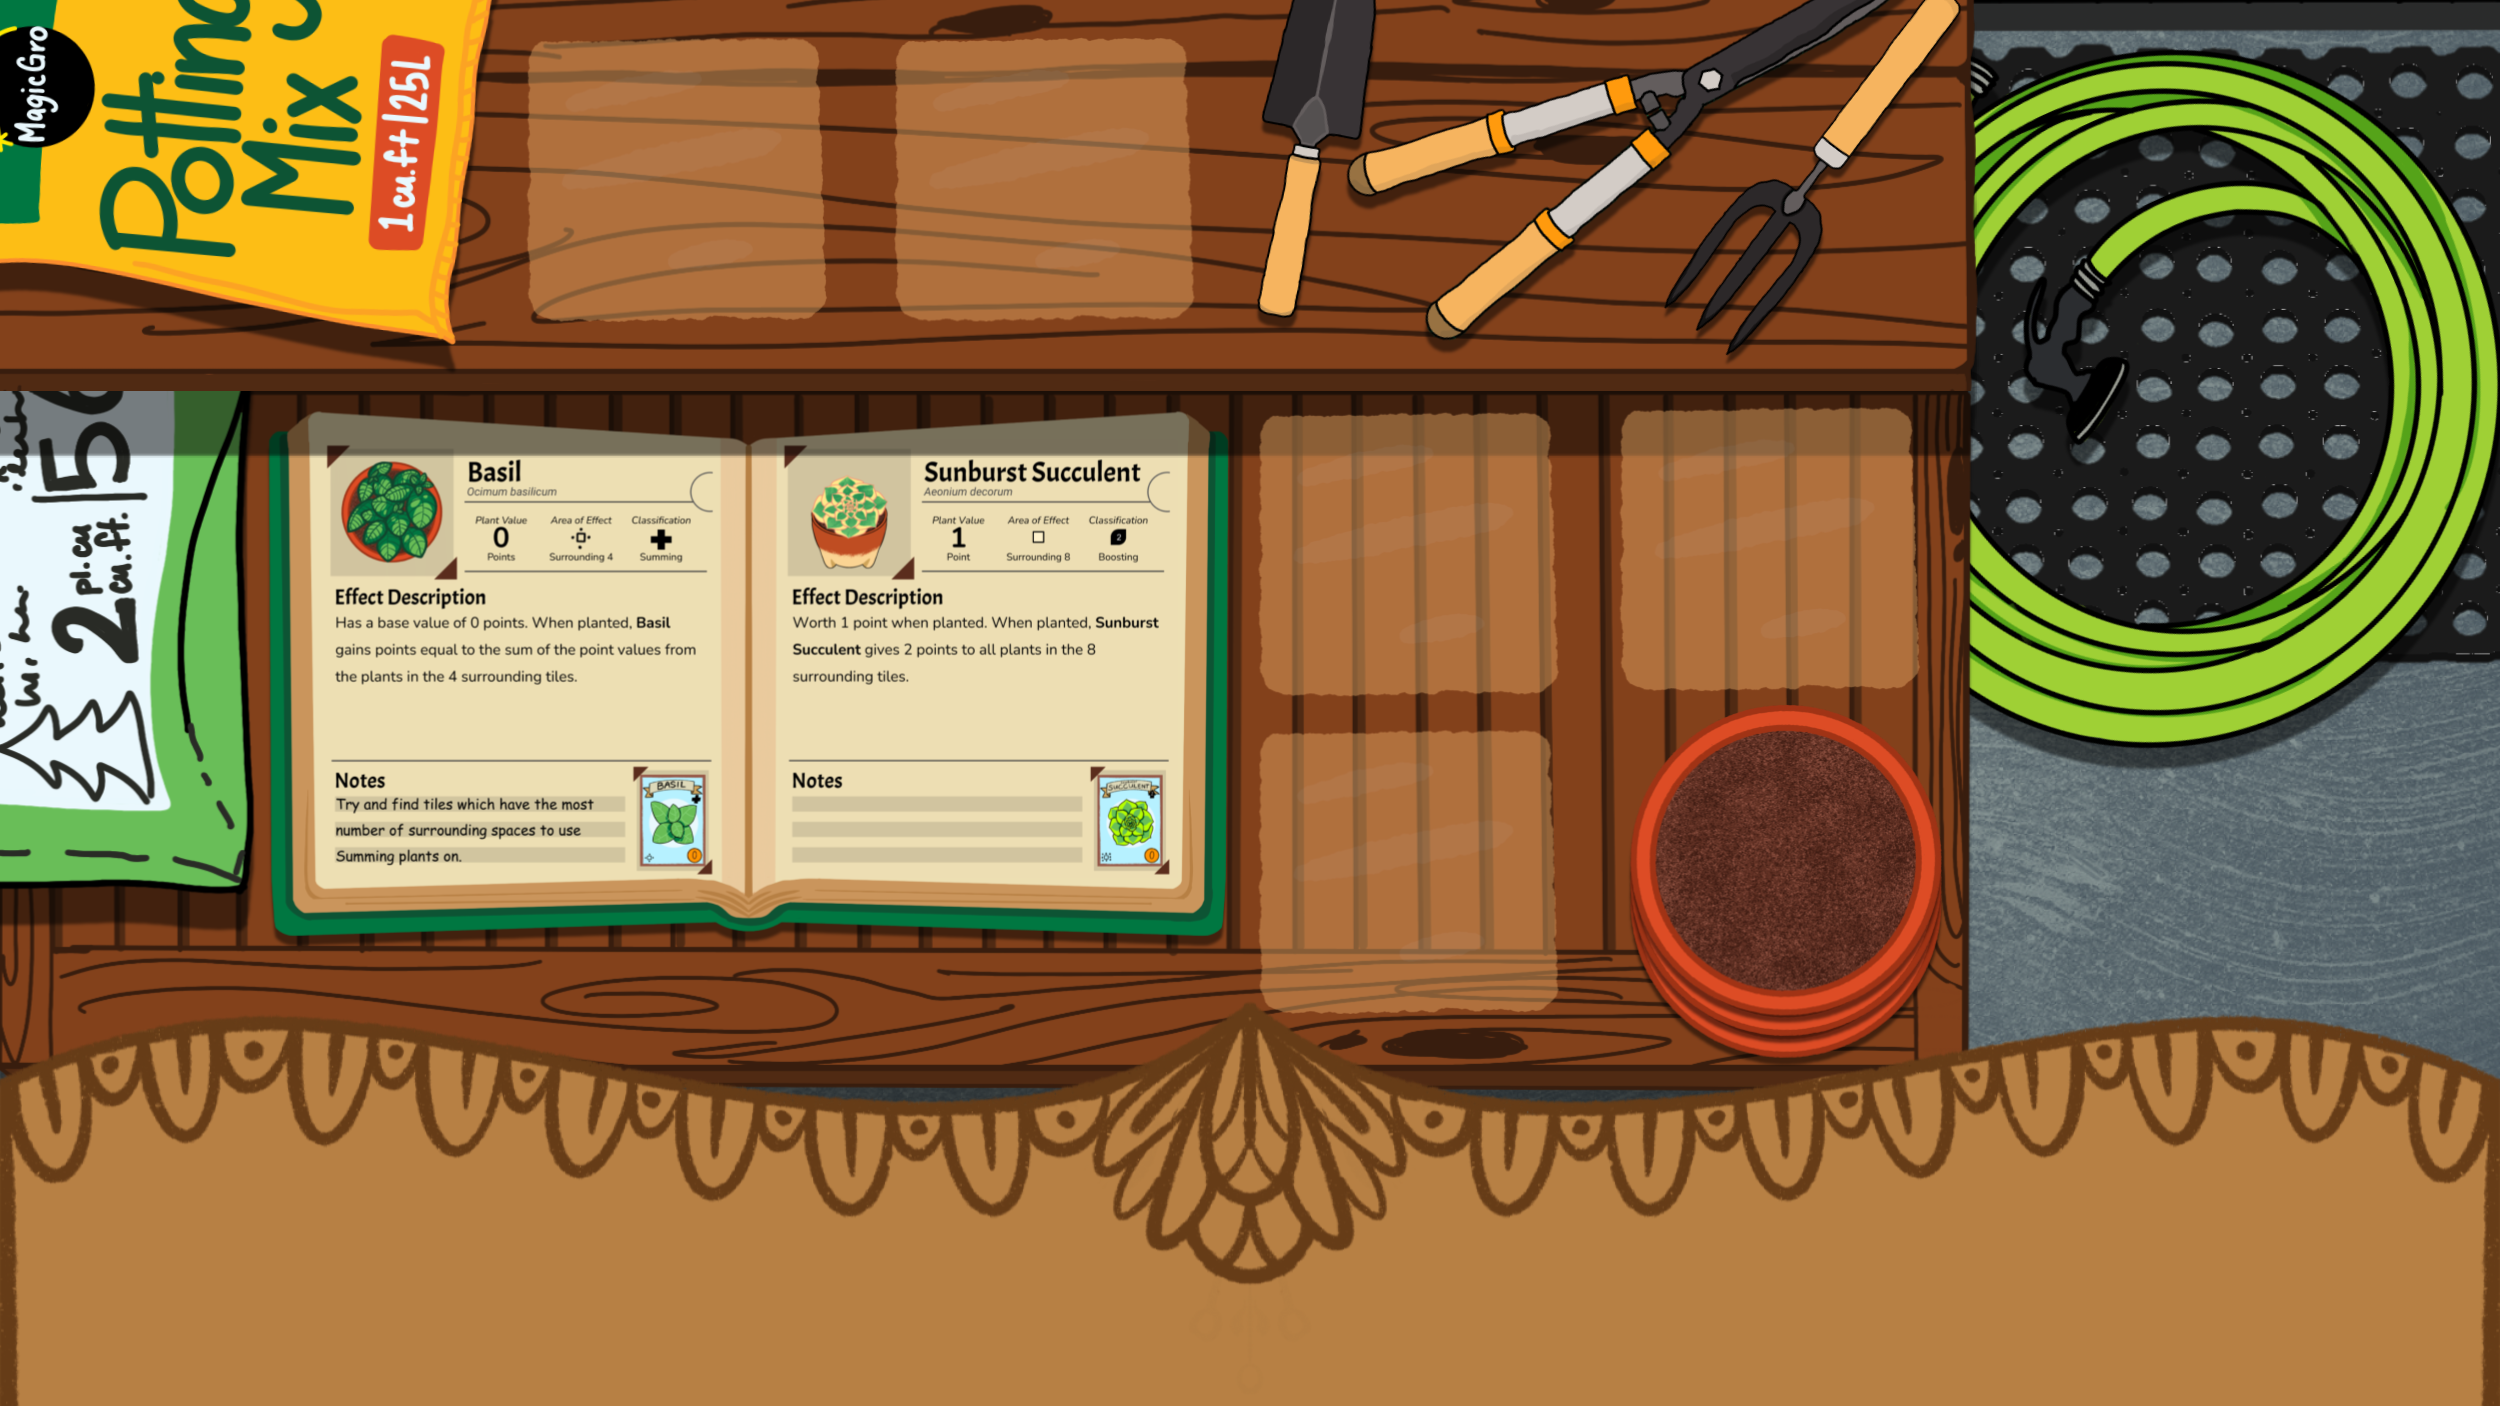 MagicGro
Potting
Mix
1 cu.ft|25L
2 cu.ft.
Basil
Ocimum basilicum
Plant Value
Area of Effect
Classification
0
Points
Surrounding 4
Summing
Effect Description
Has a base value of 0 points. When planted, Basil
gains points equal to the sum of the point values from
the plants in the 4 surrounding tiles.
Notes
Try and find tiles which have the most
number of surrounding spaces to use
Summing plants on.
BASIL
0
Sunburst Succulent
Aeonium decorum
Plant Value
Area of Effect
Classification
1
2
Point
Surrounding 8
Boosting
Effect Description
Worth 1 point when planted. When planted, Sunburst
Succulent gives 2 points to all plants in the 8
surrounding tiles.
Notes
SUCCULENT
0